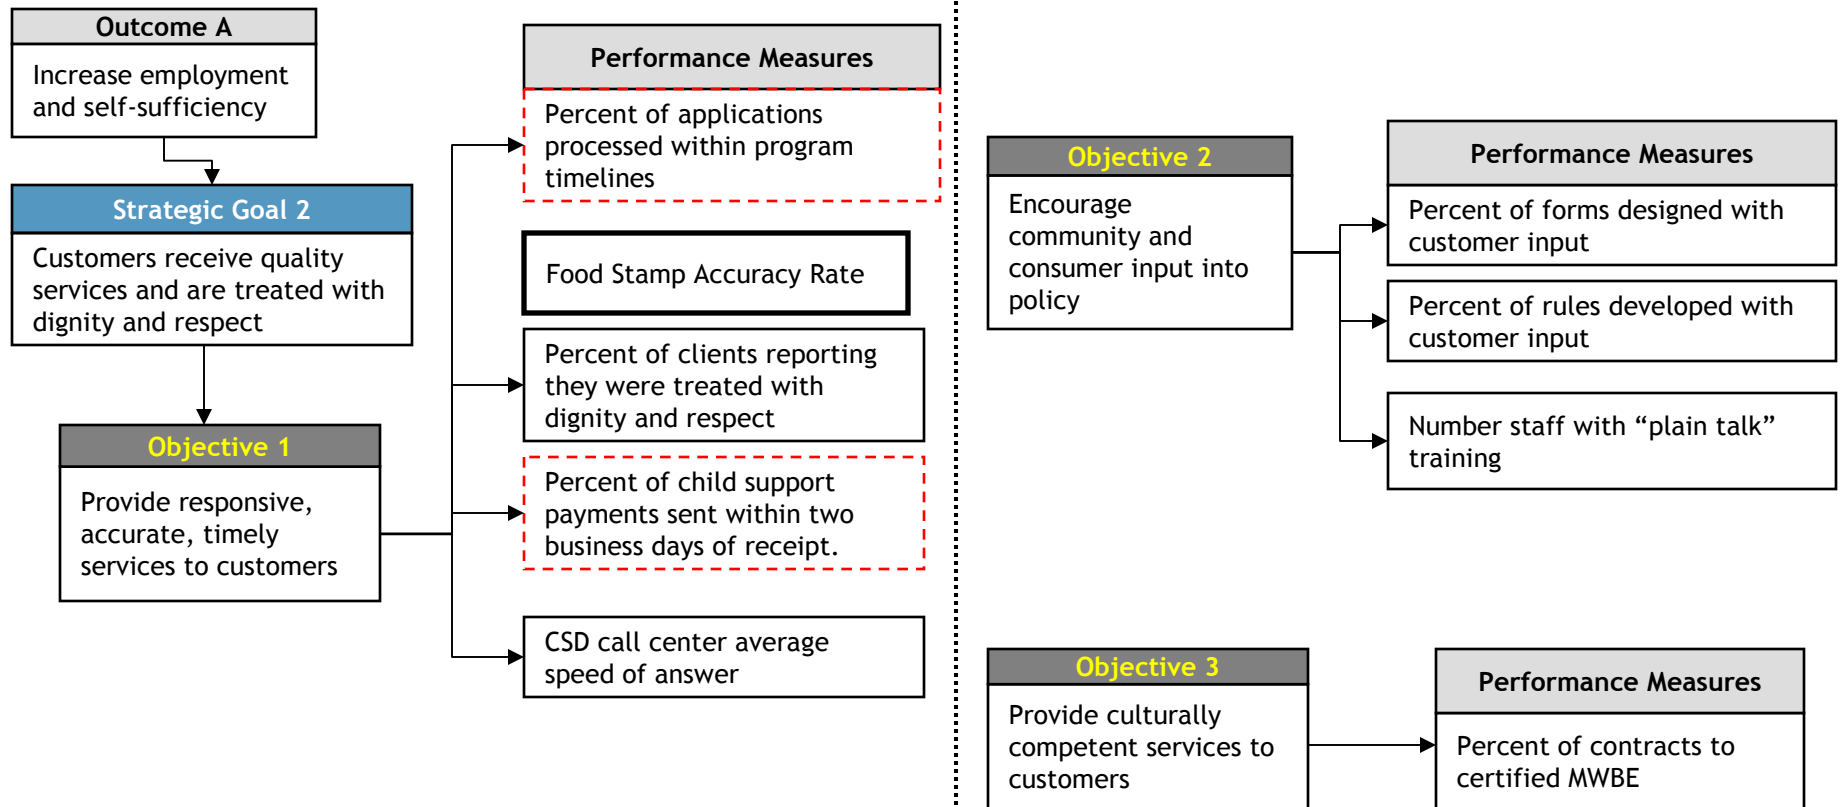 Outcome A
Increase employment
and self-sufficiency
Strategic Goal 2
Customers receive quality
services and are treated with
dignity and respect
Objective 1
Provide responsive,
accurate, timely
services to customers
Performance Measures
Percent of applications
processed within program
timelines
Food Stamp Accuracy Rate
Percent of clients reporting
they were treated with
dignity and respect
Percent of child support
payments sent within two
business days of receipt.
CSD call center average
speed of answer
Objective 2
Encourage
community and
consumer input into
policy
Performance Measures
Percent of forms designed with
customer input
Percent of rules developed with
customer input
Number staff with “plain talk”
training
Objective 3
Provide culturally
competent services to
customers
Performance Measures
Percent of contracts to
certified MWBE